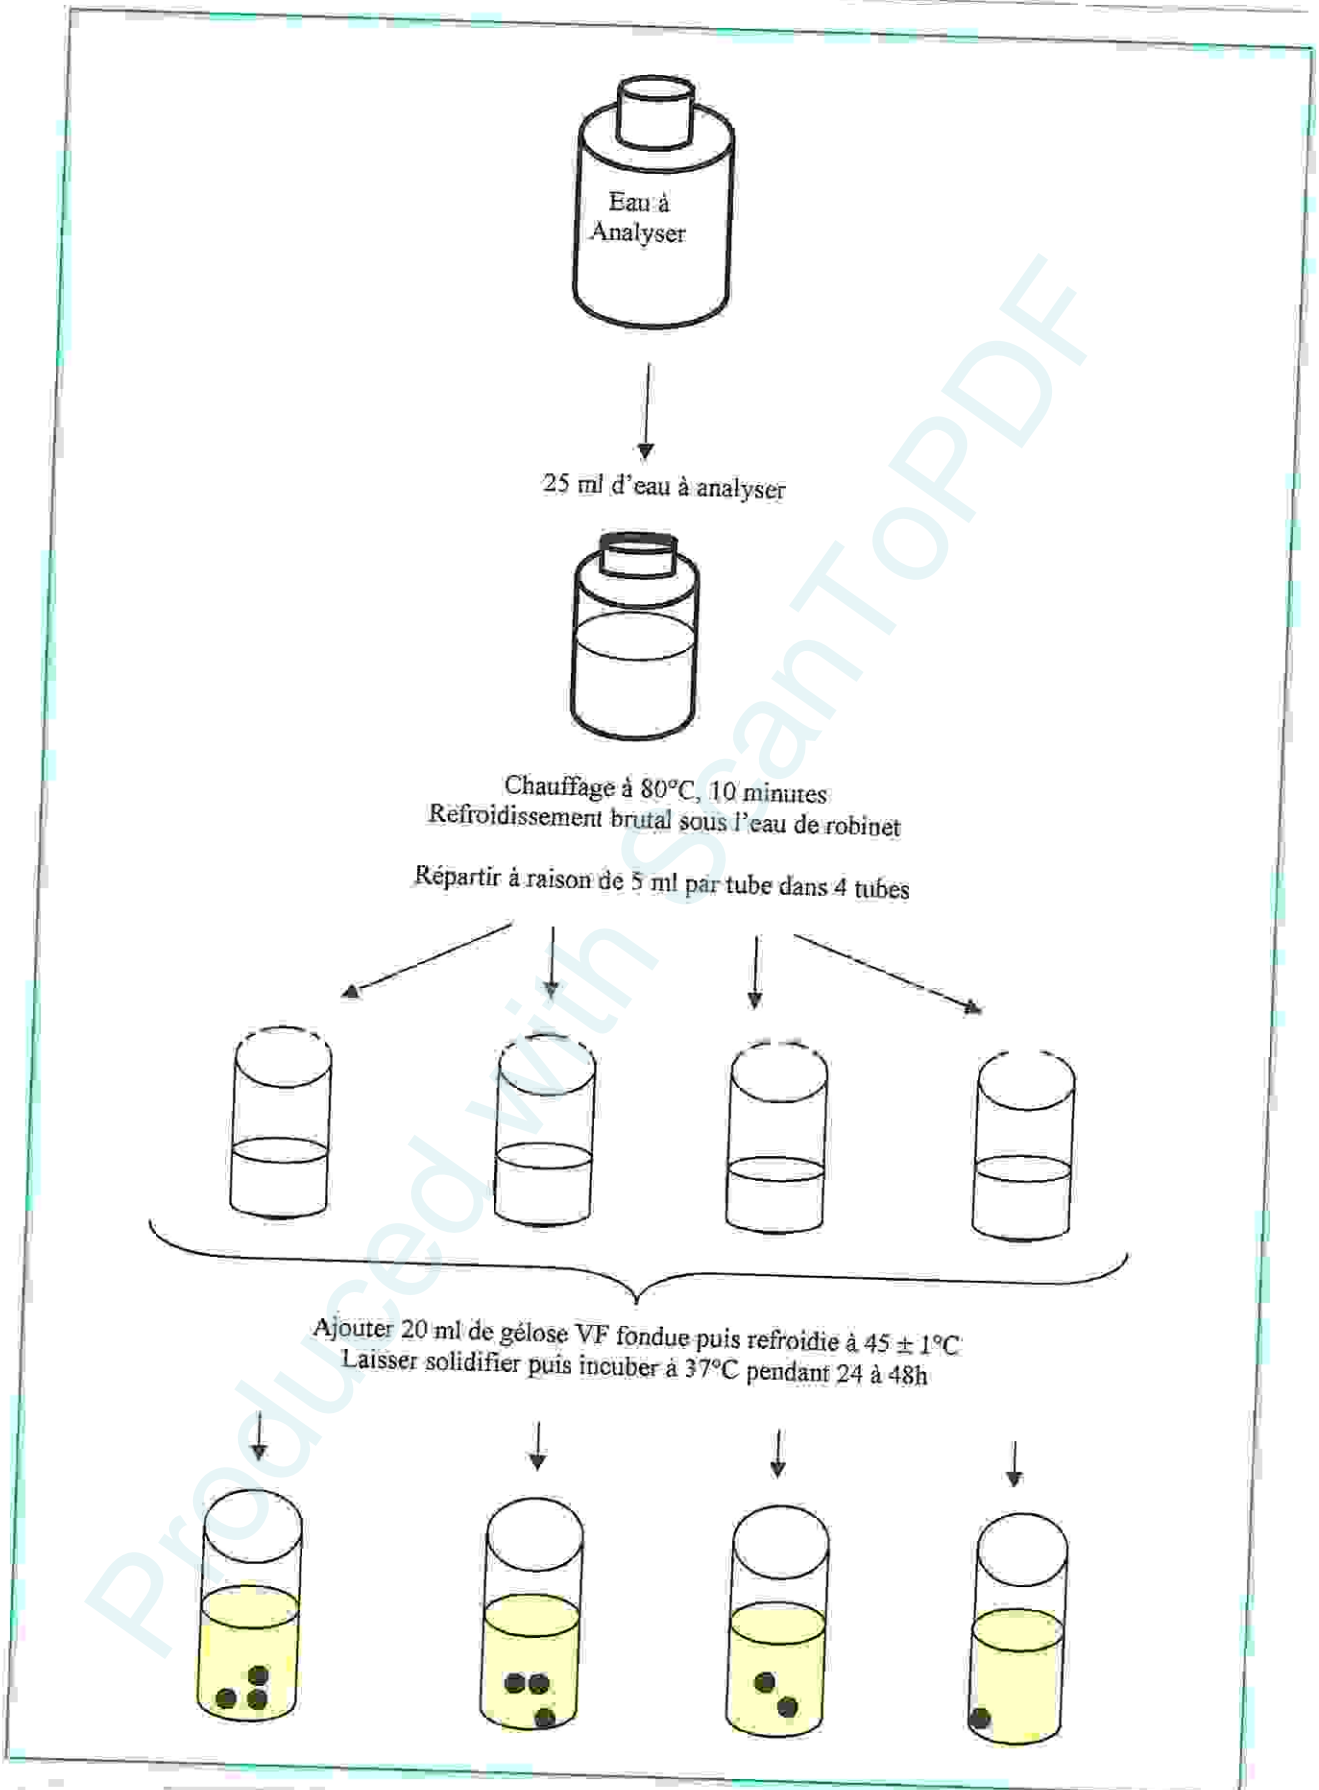 Eau à
Analyser
25 ml d'eau à analyser
Chauffage à 80°C, 10 minutes
Refroidissement brutal sous l'eau de robinet
Répartir à raison de 5 ml par tube dans 4 tubes
Ajouter 20 ml de gélose VF fondue puis refroidie à 45 ± 1°C
Laisser solidifier puis incuber à 37°C pendant 24 à 48h
Produced with ScanToPDF